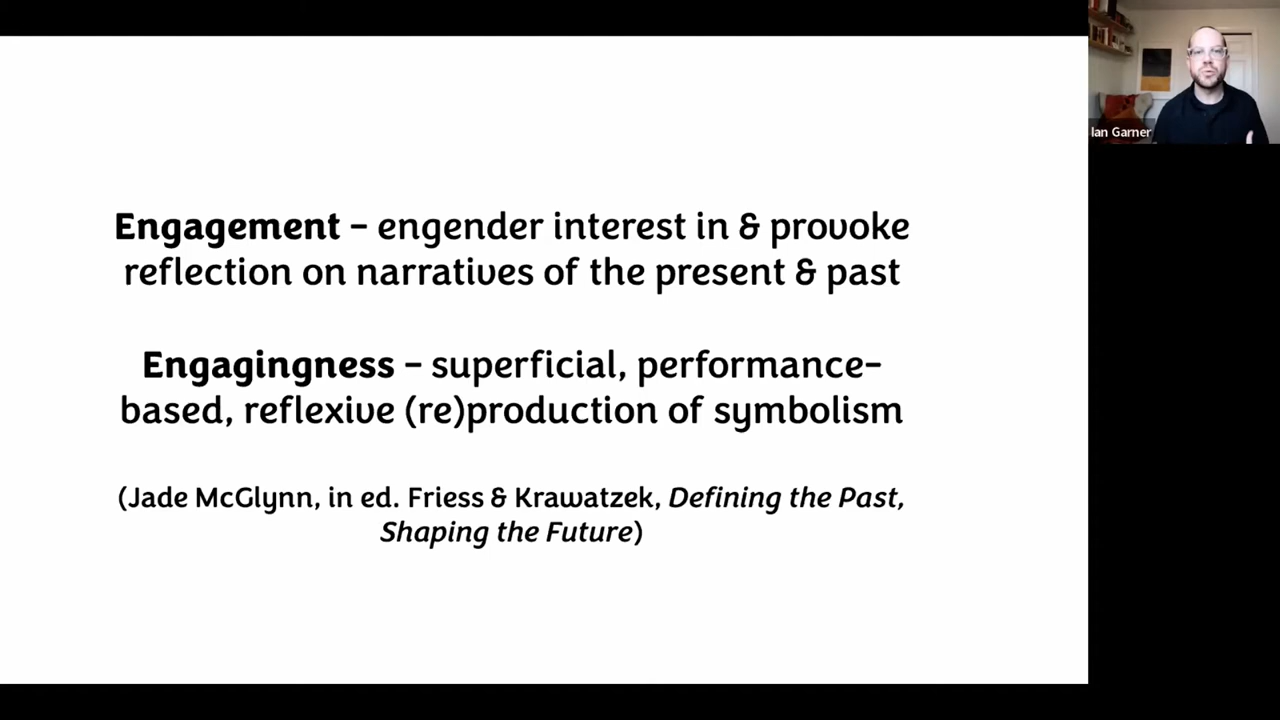 Engagement – engender interest in & provoke
reflection on narratives of the present & past
Engagingness – superficial, performance-
based, reflexive (re)production of symbolism
(Jade McGlynn, in ed. Friess & Krawatzek, Defining the Past,
Shaping the Future)
Ian Garner